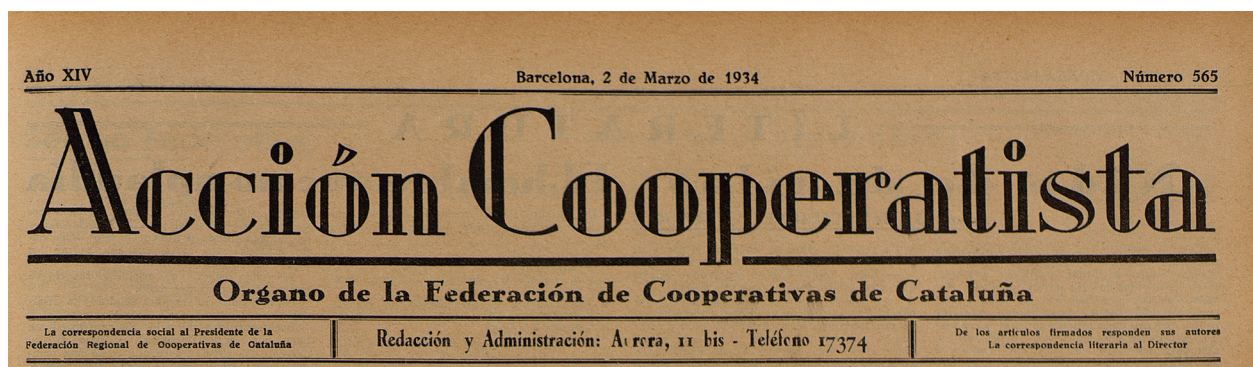 Año XIV
Barcelona, 2 de Marzo de 1934
Número 565
Acción Cooperatista
Organo de la Federación de Cooperativas de Cataluña
La correspondencia social al Presidente de la
Federación Regional de Oooperativas de Oataluña
Redacción y Administración: Aurora, 11 bis - Teléfono 17374
De los artículos firmados responden sus autores
La correspondencia literaria al Director